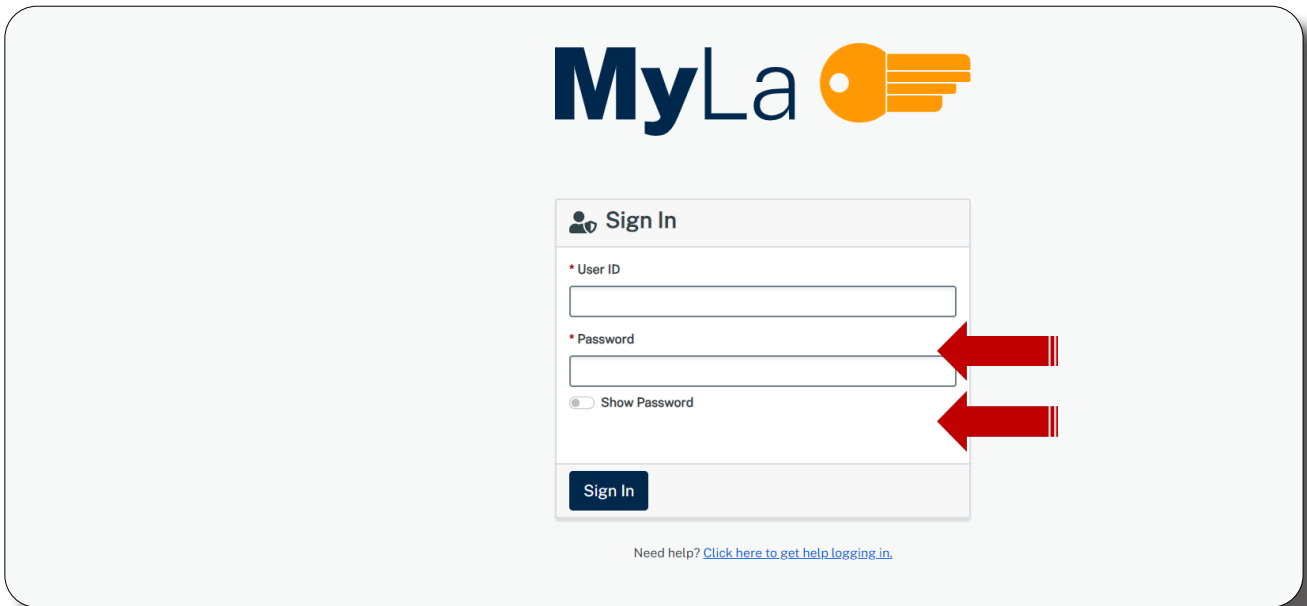 MyLa
Sign In
* User ID
* Password
Show Password
Sign In
Need help? Click here to get help logging in.